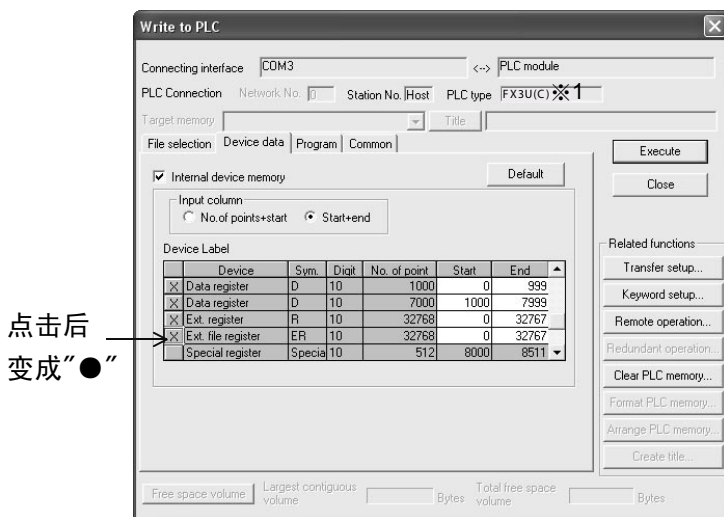 Write to PLC
Connecting interface COM3 <--> PLC module
PLC Connection Network No. 0 Station No. Host PLC type FX3U(C) ※1
Target memory Title
File selection Device data Program Common
Execute
Internal device memory Default
Close
Input column
No.of points+start Start+end
Device Label
Related functions
Device Sym. Digit No. of point Start End
Transfer setup...
X Data register D 10 1000 0 999
X Data register D 10 7000 1000 7999
Keyword setup...
X Ext. register R 10 32768 0 32767
Remote operation...
X Ext. file register ER 10 32768 0 32767
Special register Specia 10 512 8000 8511
Redundant operation...
点击后
变成"●"
Clear PLC memory...
Format PLC memory...
Arrange PLC memory...
Create title...
Free space volume Largest contiguous volume Bytes Total free space volume Bytes